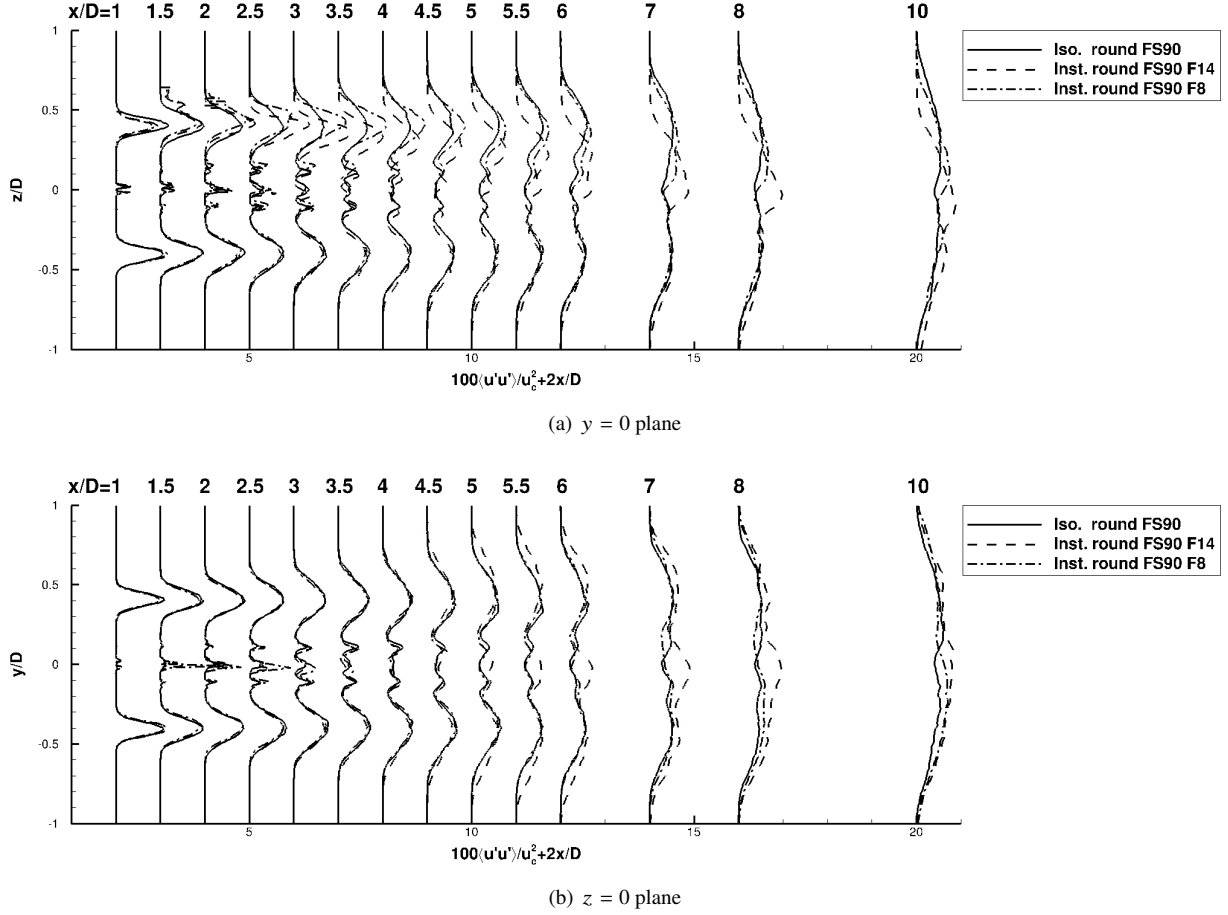 x/D=1 1.5 2 2.5 3 3.5 4 4.5 5 5.5 6 7 8 10
1
0.5
0
-0.5
-1
z/D
5 10 15 20
100⟨u'u'⟩/u_c^2+2x/D
Iso. round FS90
Inst. round FS90 F14
Inst. round FS90 F8
(a) y = 0 plane
x/D=1 1.5 2 2.5 3 3.5 4 4.5 5 5.5 6 7 8 10
1
0.5
0
-0.5
-1
y/D
5 10 15 20
100⟨u'u'⟩/u_c^2+2x/D
Iso. round FS90
Inst. round FS90 F14
Inst. round FS90 F8
(b) z = 0 plane